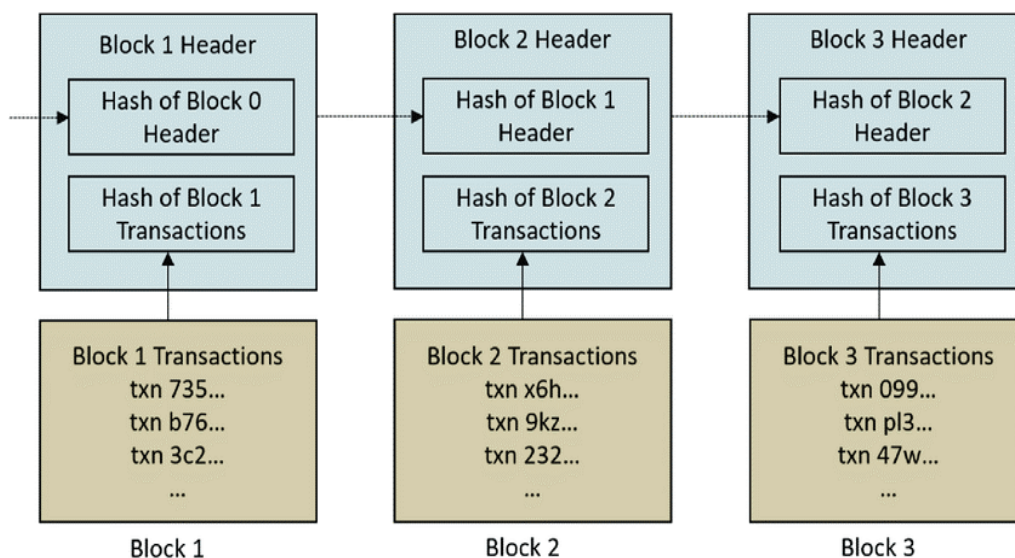 Block 1 Header
Hash of Block 0
Header
Hash of Block 1
Transactions
Block 1 Transactions
txn 735...
txn b76...
txn 3c2...
...
Block 1
Block 2 Header
Hash of Block 1
Header
Hash of Block 2
Transactions
Block 2 Transactions
txn x6h...
txn 9kz...
txn 232...
...
Block 2
Block 3 Header
Hash of Block 2
Header
Hash of Block 3
Transactions
Block 3 Transactions
txn 099...
txn pl3...
txn 47w...
...
Block 3